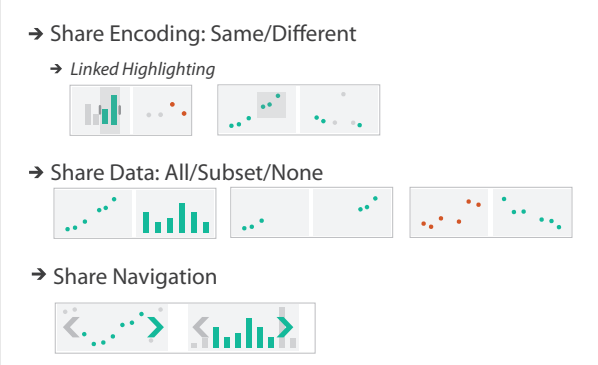 → Share Encoding: Same/Different
→ Linked Highlighting
→ Share Data: All/Subset/None
→ Share Navigation